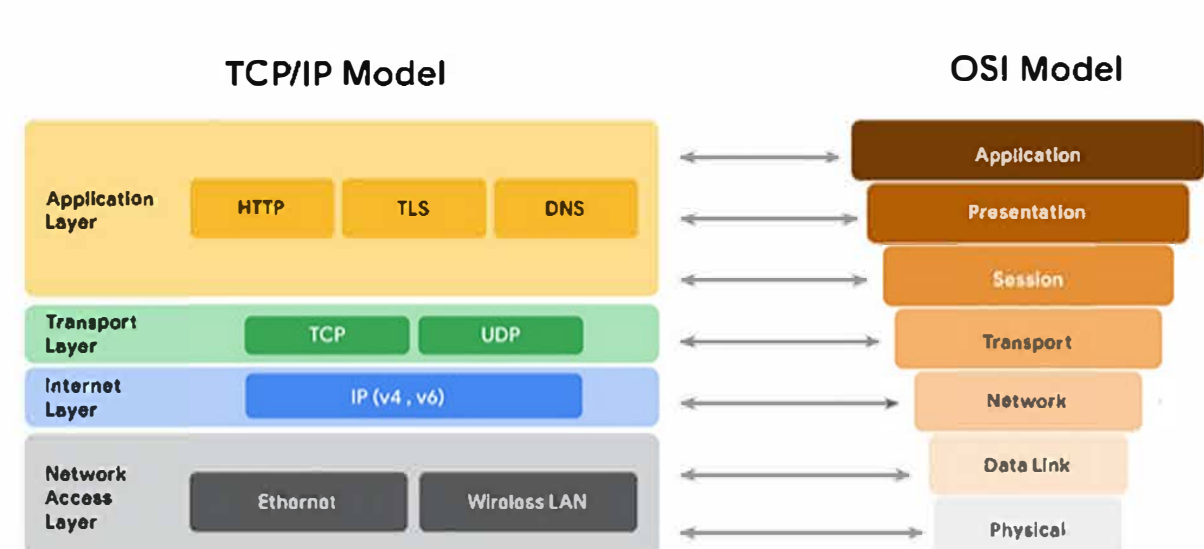 TCP/IP Model
OSI Model
Application
Layer
HTTP
TLS
DNS
Transport
Layer
TCP
UDP
Internet
Layer
IP (v4 , v6)
Network
Access
Layer
Ethernet
Wireless LAN
Application
Presentation
Session
Transport
Network
Data Link
Physical